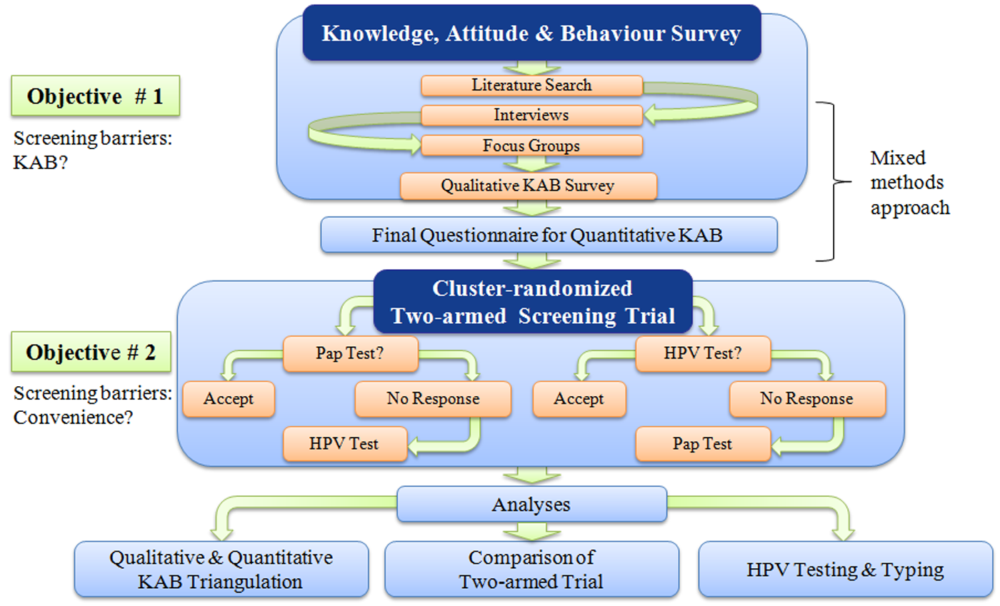 Knowledge, Attitude & Behaviour Survey
Objective # 1
Screening barriers:
KAB?
Literature Search
Interviews
Focus Groups
Qualitative KAB Survey
Mixed
methods
approach
Final Questionnaire for Quantitative KAB
Cluster-randomized
Two-armed Screening Trial
Objective # 2
Screening barriers:
Convenience?
Pap Test?
HPV Test?
Accept
No Response
Accept
No Response
HPV Test
Pap Test
Analyses
Qualitative & Quantitative
KAB Triangulation
Comparison of
Two-armed Trial
HPV Testing & Typing